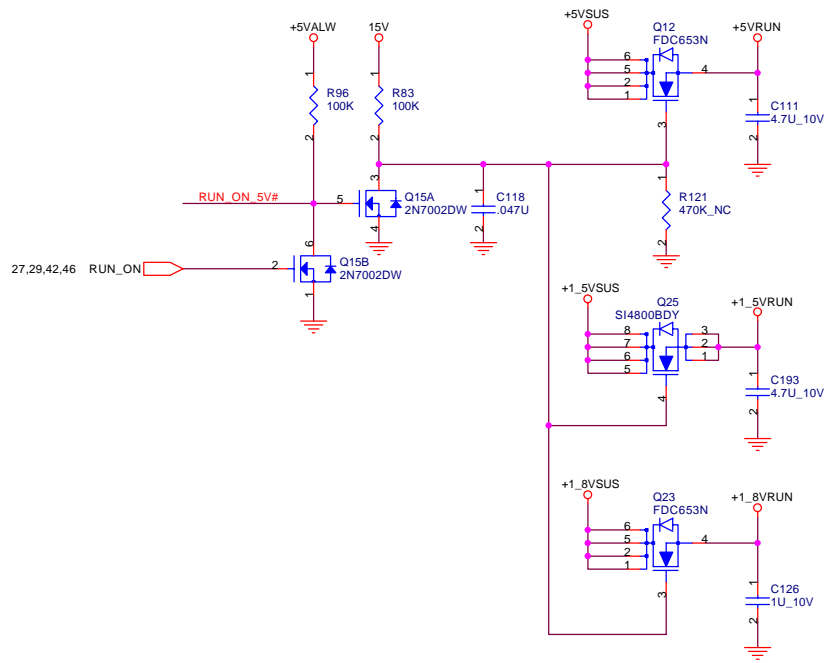 +5VALW
15V
+5VSUS
Q12
FDC653N
+5VRUN
1
R96
100K
2
1
R83
100K
2
6
5
2
1
4
3
1
C111
4.7U_10V
2
RUN_ON_5V#
5
3
Q15A
2N7002DW
4
1
C118
.047U
2
1
R121
470K_NC
2
27,29,42,46 RUN_ON
2
6
Q15B
2N7002DW
1
+1_5VSUS
Q25
SI4800BDY
+1_5VRUN
8
7
6
5
3
2
1
4
1
C193
4.7U_10V
2
+1_8VSUS
Q23
FDC653N
+1_8VRUN
6
5
2
1
4
3
1
C126
1U_10V
2